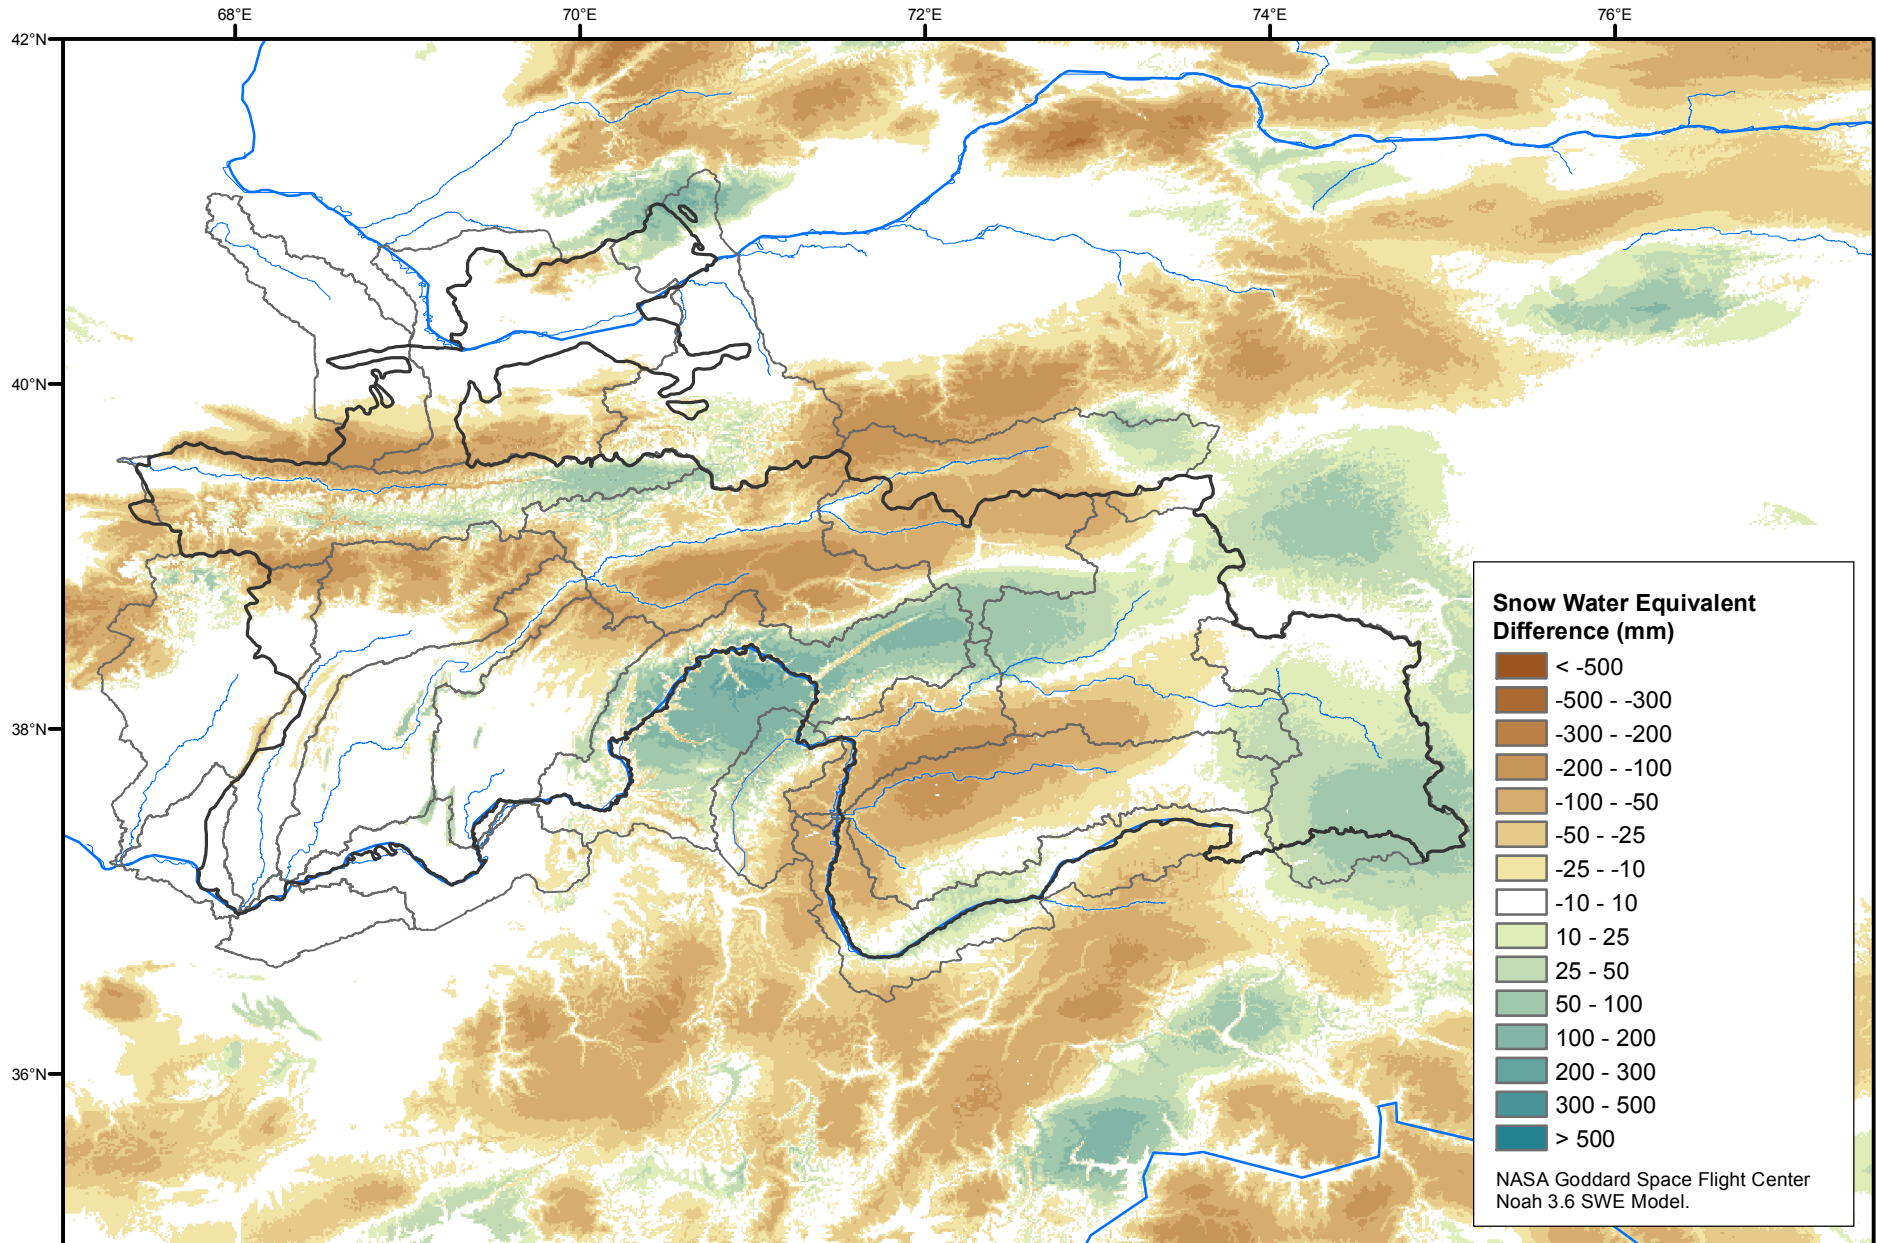 68°E
70°E
72°E
74°E
76°E
42°N
40°N
38°N
36°N
Snow Water Equivalent
Difference (mm)
< -500
-500 - -300
-300 - -200
-200 - -100
-100 - -50
-50 - -25
-25 - -10
-10 - 10
10 - 25
25 - 50
50 - 100
100 - 200
200 - 300
300 - 500
> 500
NASA Goddard Space Flight Center
Noah 3.6 SWE Model.